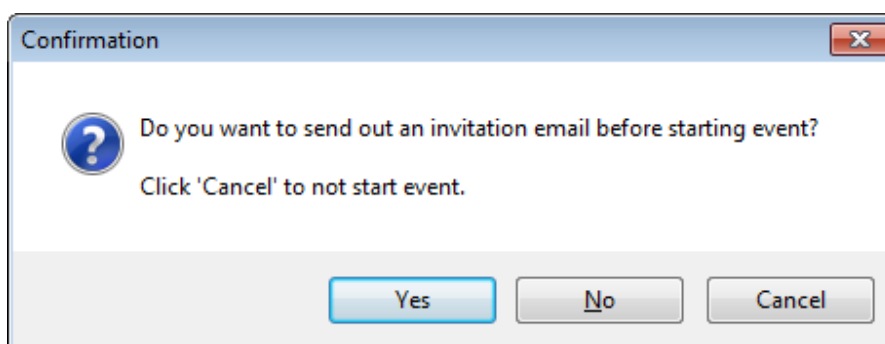 Confirmation
Do you want to send out an invitation email before starting event?
Click 'Cancel' to not start event.
Yes
No
Cancel